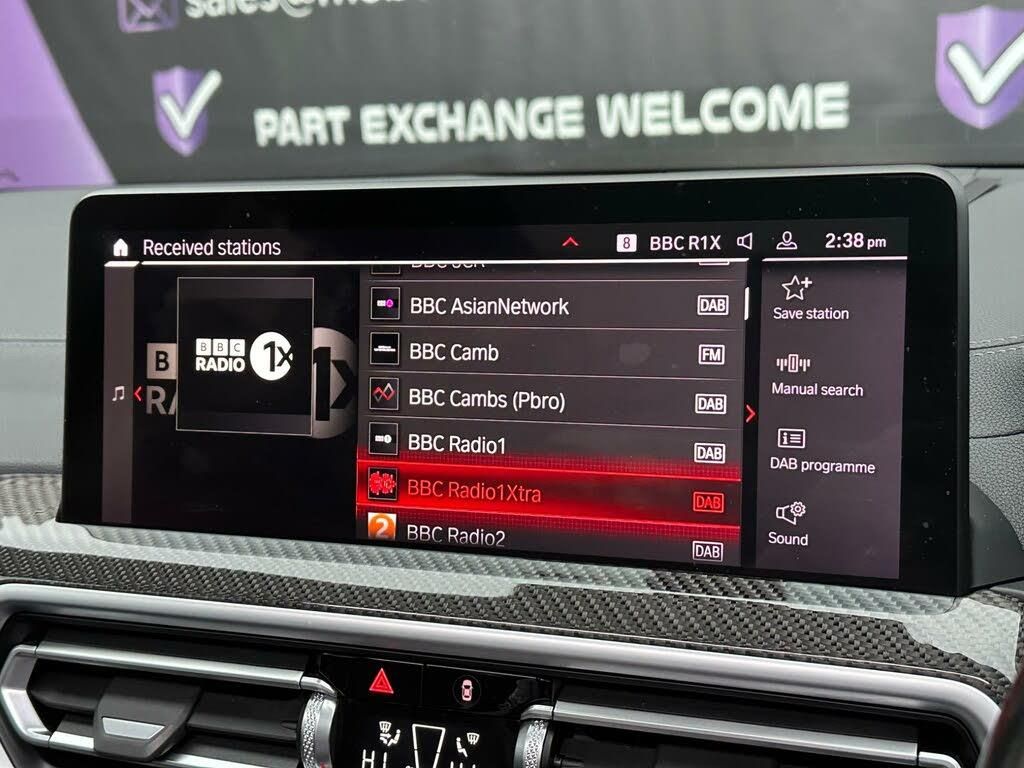 PART EXCHANGE WELCOME
Received stations
8 BBC R1X
2:38 pm
BBC
RADIO 1X
BBC AsianNetwork DAB
BBC Camb FM
BBC Cambs (Pbro) DAB
BBC Radio1 DAB
BBC Radio1Xtra DAB
2 BBC Radio2 DAB
Save station
Manual search
DAB programme
Sound
HI